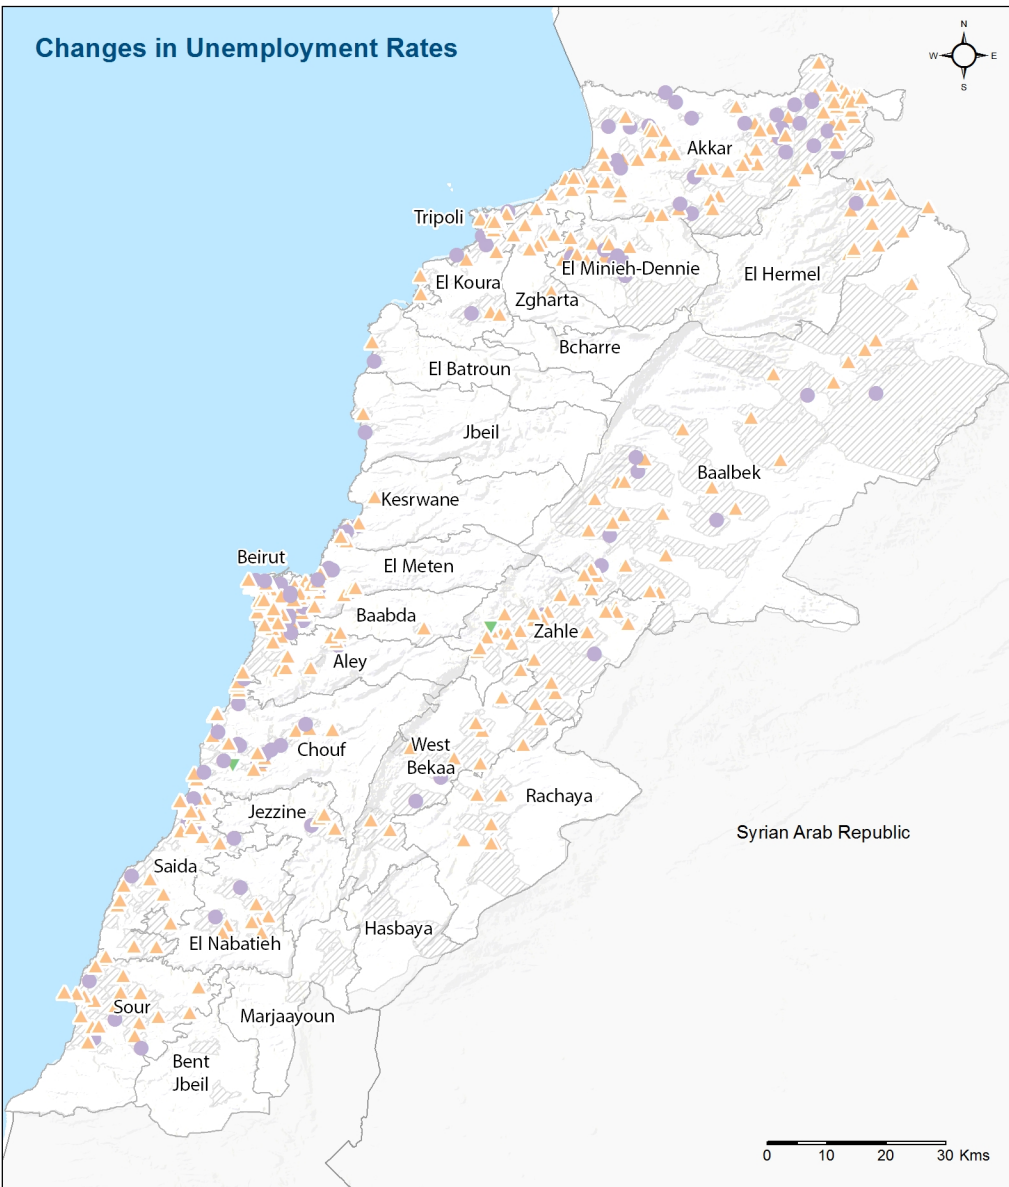 Changes in Unemployment Rates
N
W E
S
Akkar
Tripoli
El Minieh-Dennie
El Hermel
El Koura
Zgharta
Bcharre
El Batroun
Jbeil
Baalbek
Kesrwane
Beirut
El Meten
Baabda
Zahle
Aley
West
Bekaa
Chouf
Rachaya
Jezzine
Syrian Arab Republic
Saida
Hasbaya
El Nabatieh
Sour
Marjaayoun
Bent
Jbeil
0 10 20 30 Kms